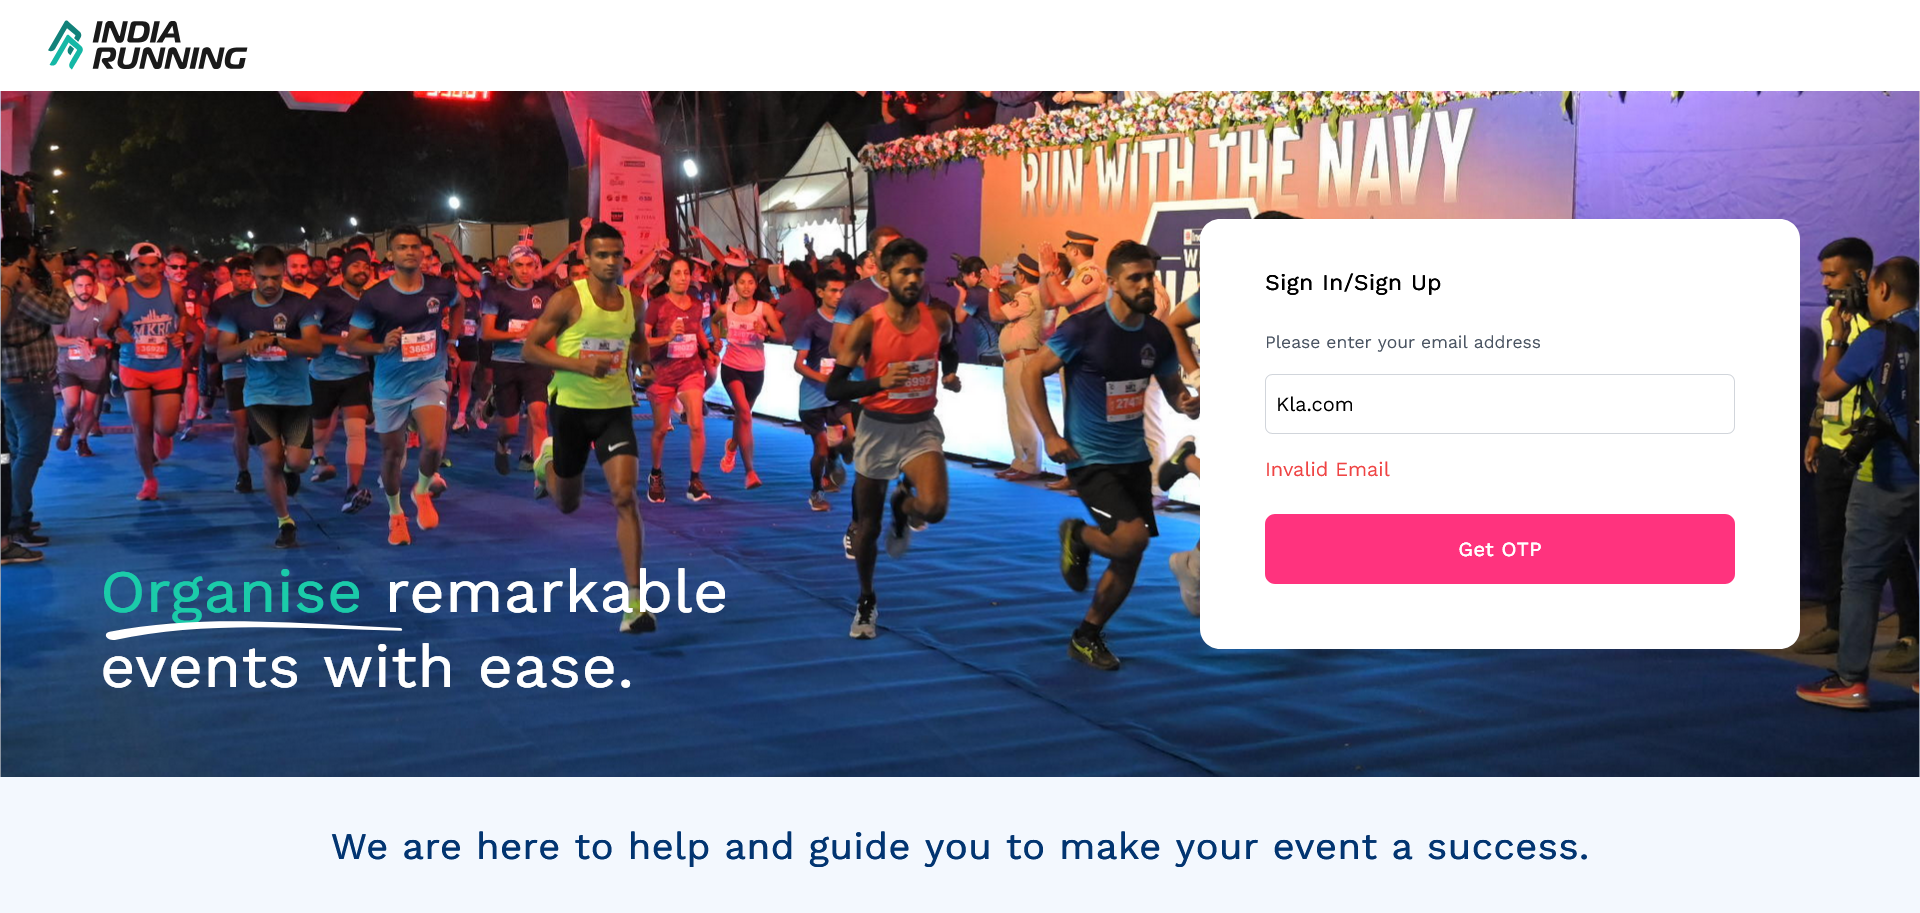 INDIA
RUNNING
RUN WITH THE NAVY
MKRC
Sign In/Sign Up
Please enter your email address
Kla.com
Invalid Email
Get OTP
Organise remarkable
events with ease.
We are here to help and guide you to make your event a success.